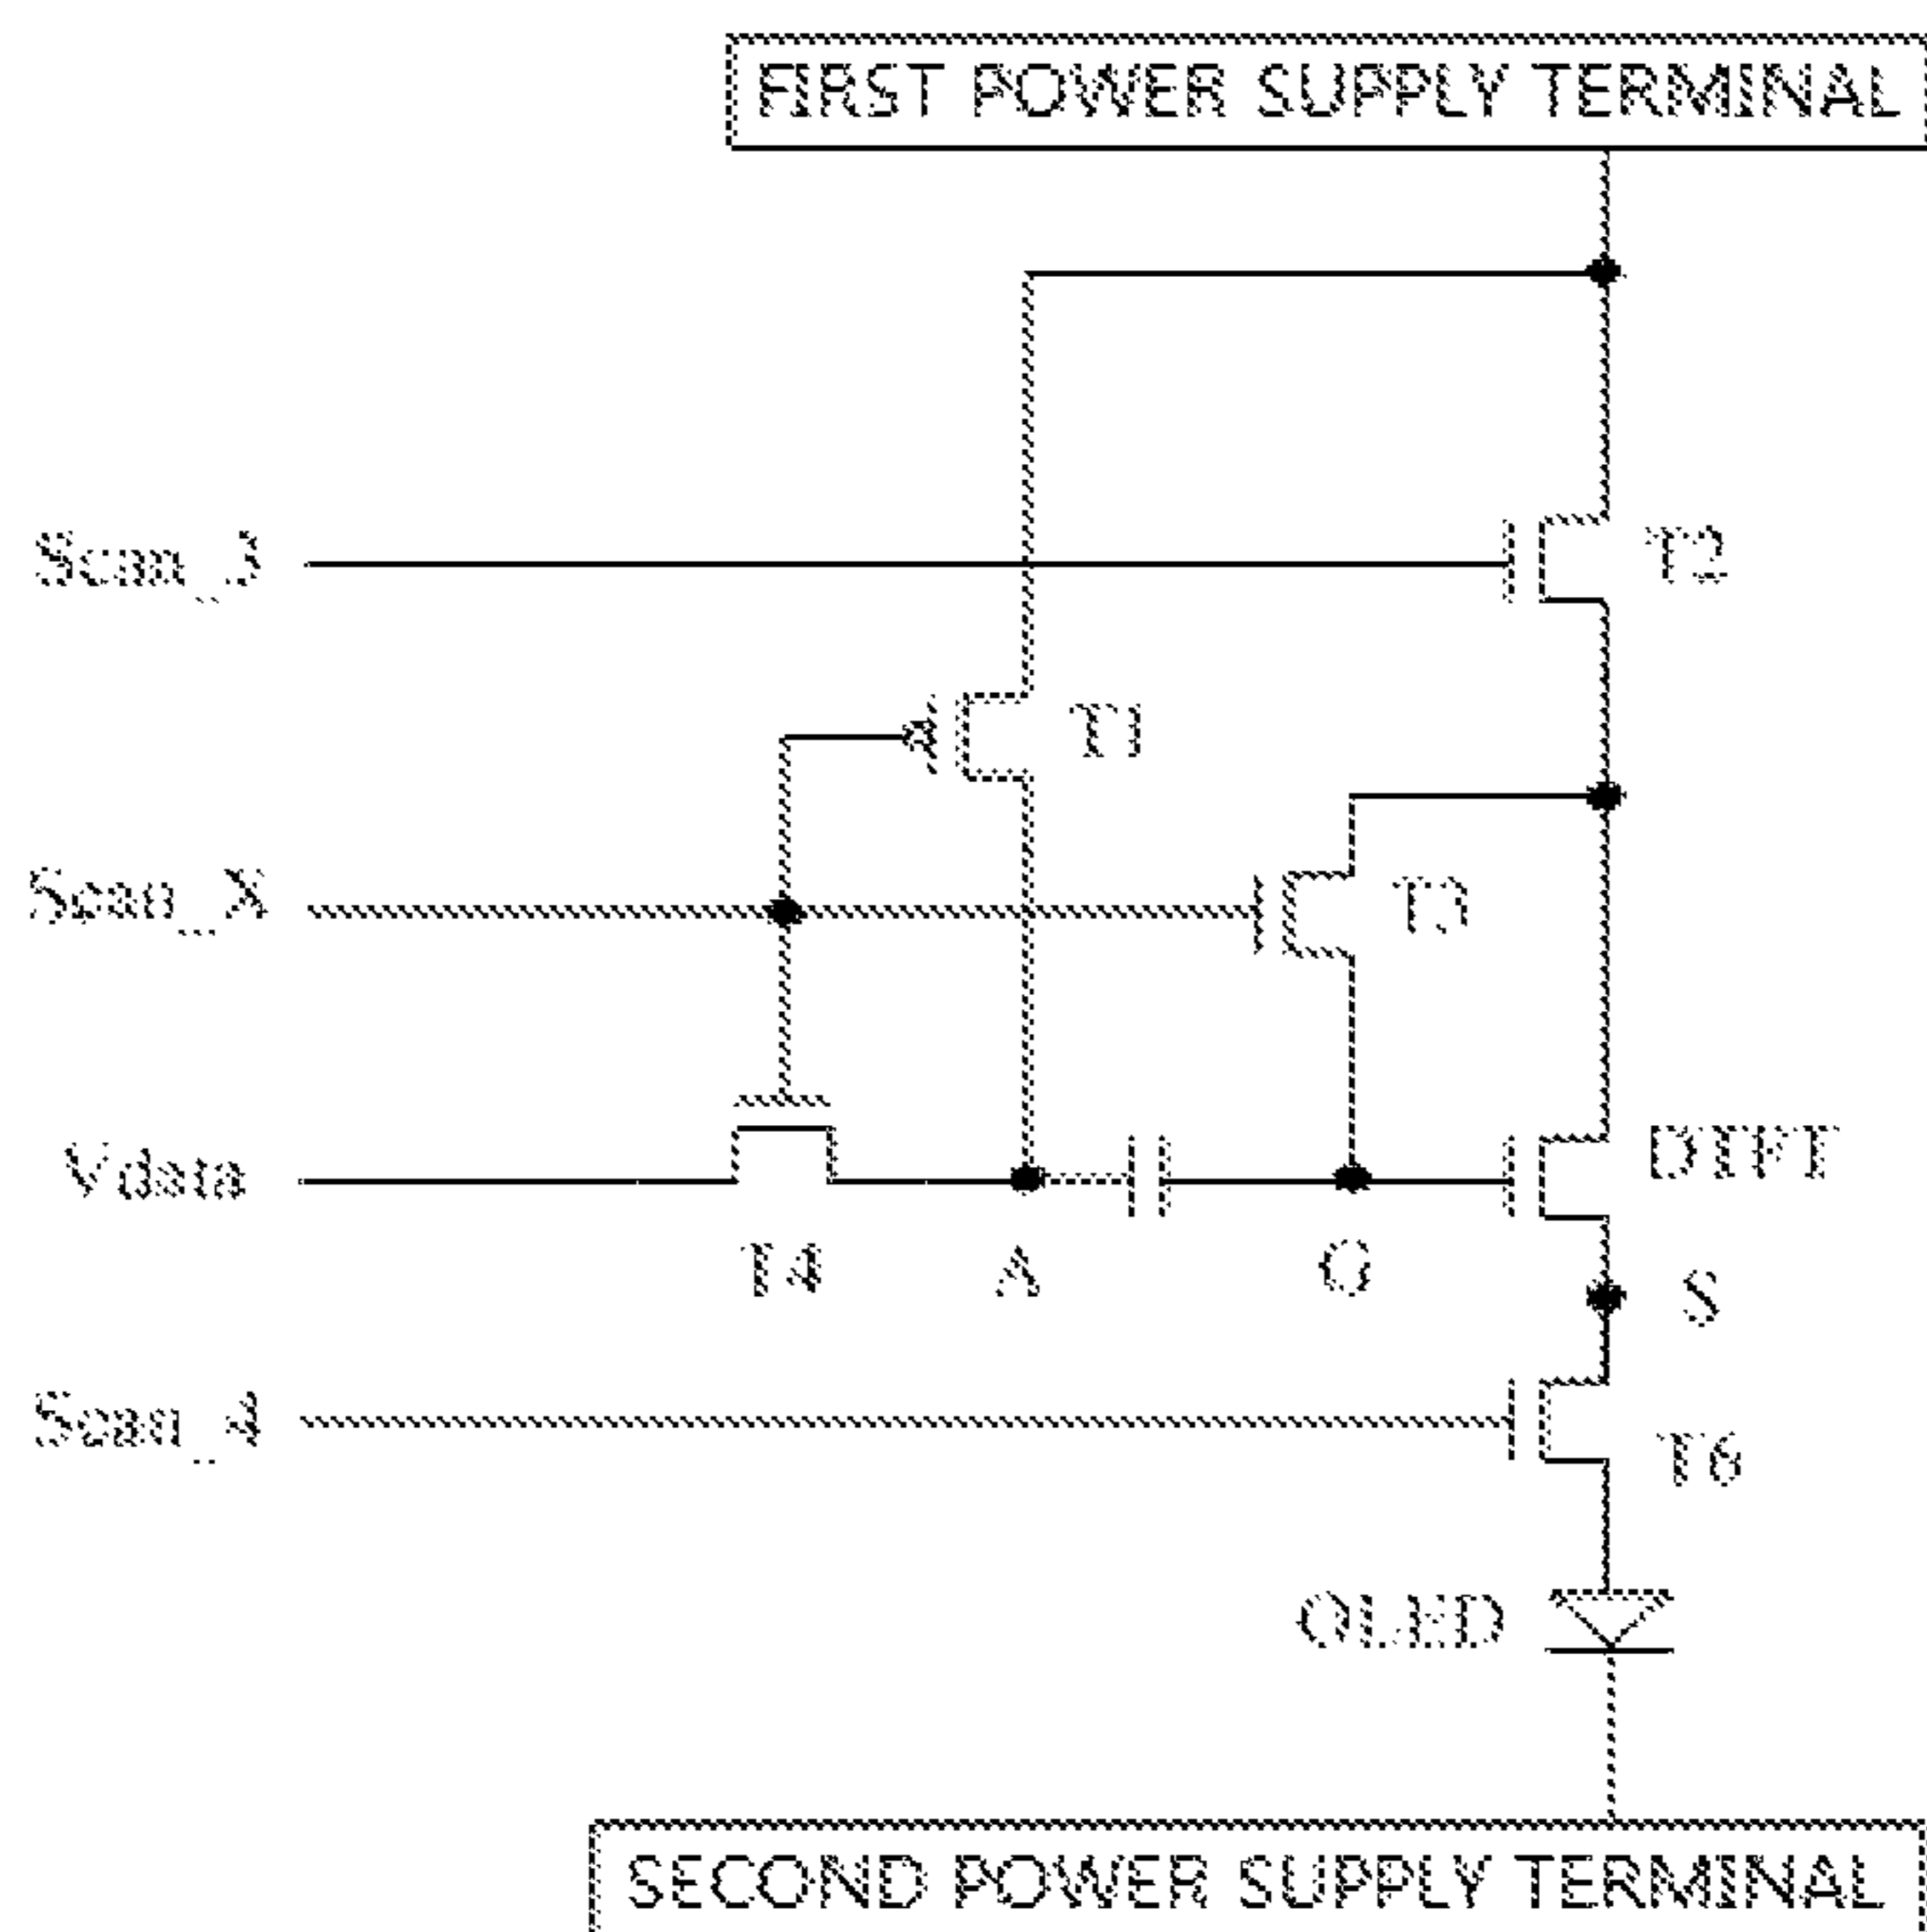 FIRST POWER SUPPLY TERMINAL
Scan_3
T2
T1
Scan_X
T3
Vdata
DTFT
T4
A
G
S
Scan_4
T6
OLED
SECOND POWER SUPPLY TERMINAL